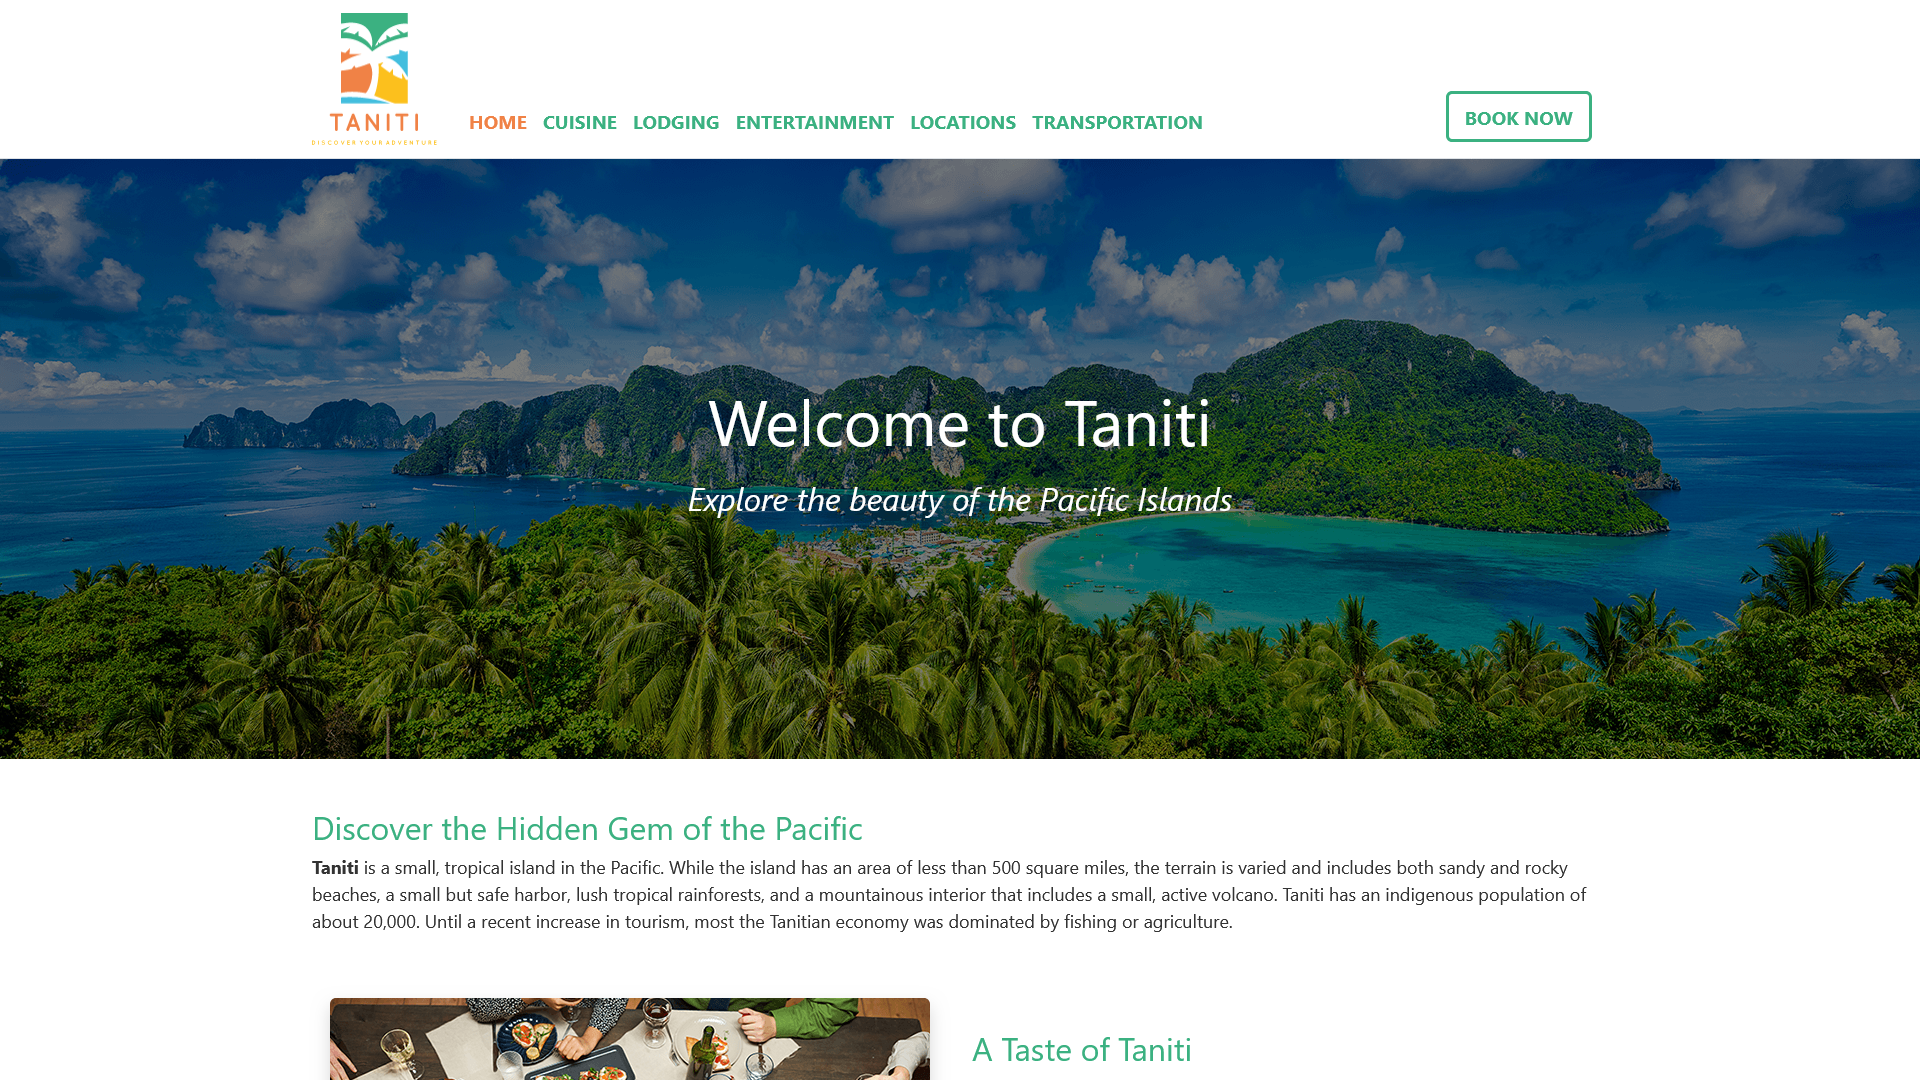 TANITI
DISCOVER YOUR ADVENTURE
HOME CUISINE LODGING ENTERTAINMENT LOCATIONS TRANSPORTATION
BOOK NOW
Welcome to Taniti
Explore the beauty of the Pacific Islands
Discover the Hidden Gem of the Pacific
Taniti is a small, tropical island in the Pacific. While the island has an area of less than 500 square miles, the terrain is varied and includes both sandy and rocky
beaches, a small but safe harbor, lush tropical rainforests, and a mountainous interior that includes a small, active volcano. Taniti has an indigenous population of
about 20,000. Until a recent increase in tourism, most the Tanitian economy was dominated by fishing or agriculture.
A Taste of Taniti